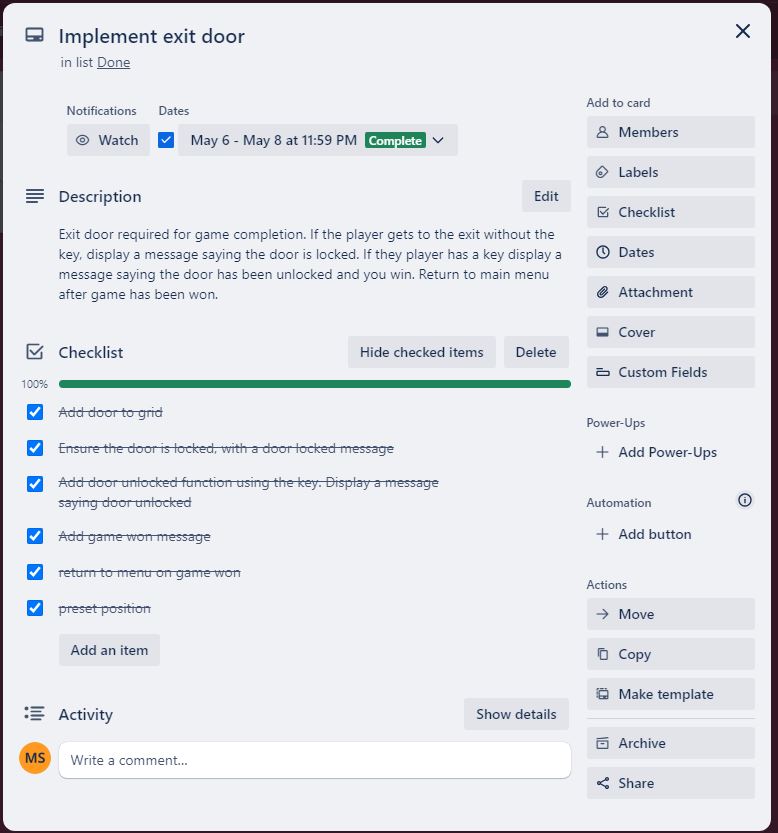 Implement exit door
in list Done
Notifications
Dates
Watch
May 6 - May 8 at 11:59 PM Complete
Description
Edit
Exit door required for game completion. If the player gets to the exit without the
key, display a message saying the door is locked. If they player has a key display a
message saying the door has been unlocked and you win. Return to main menu
after game has been won.
Checklist
Hide checked items
Delete
100%
Add door to grid
Ensure the door is locked, with a door locked message
Add door unlocked function using the key. Display a message
saying door unlocked
Add game won message
return to menu on game won
preset position
Add an item
Activity
Show details
MS
Write a comment...
Add to card
Members
Labels
Checklist
Dates
Attachment
Cover
Custom Fields
Power-Ups
Add Power-Ups
Automation
Add button
Actions
Move
Copy
Make template
Archive
Share